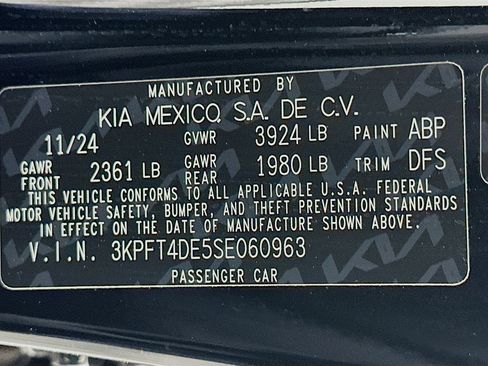 MANUFACTURED BY
KIA MEXICO, S.A. DE C.V.
11/24 GVWR 3924 LB PAINT ABP
GAWR FRONT 2361 LB GAWR REAR 1980 LB TRIM DFS
THIS VEHICLE CONFORMS TO ALL APPLICABLE U.S.A. FEDERAL
MOTOR VEHICLE SAFETY, BUMPER, AND THEFT PREVENTION STANDARDS
IN EFFECT ON THE DATE OF MANUFACTURE SHOWN ABOVE.
V.I.N. 3KPFT4DE5SE060963
PASSENGER CAR